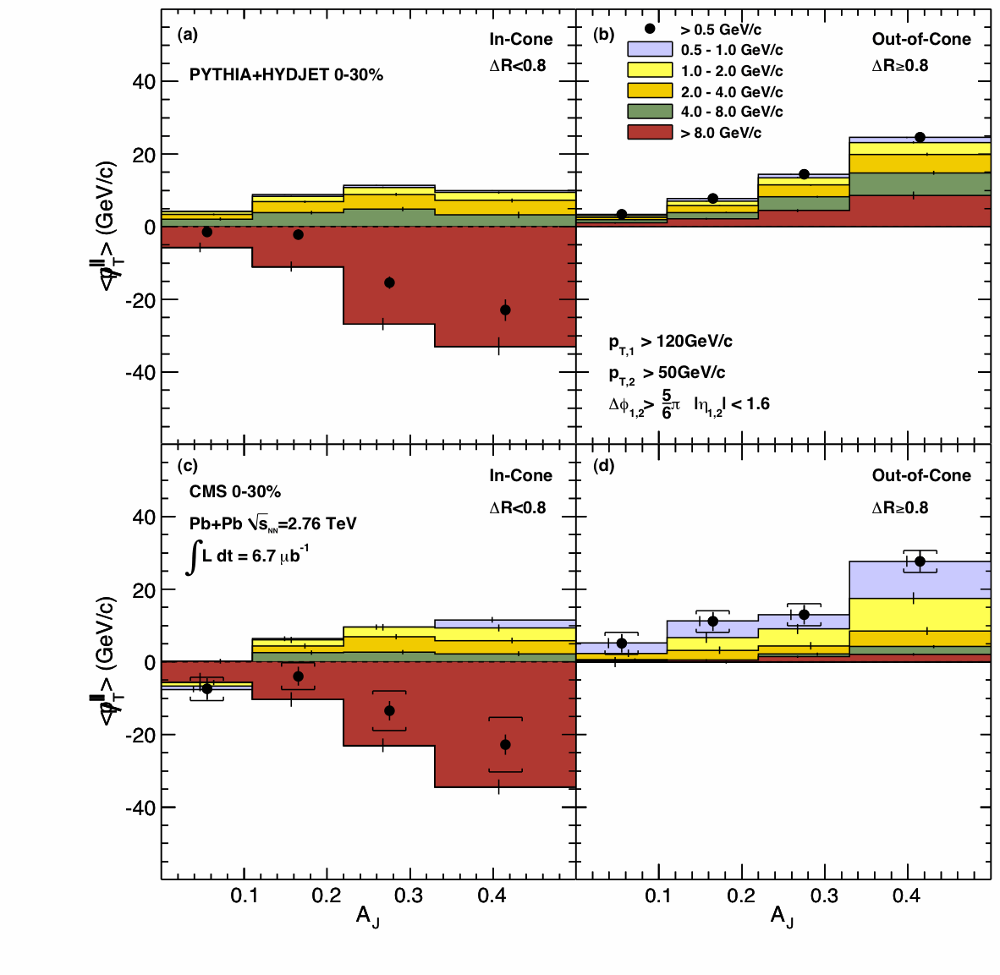 (a)
In-Cone
ΔR<0.8
PYTHIA+HYDJET 0-30%
40
20
0
-20
-40
<p̸_T^||> (GeV/c)
(b)
> 0.5 GeV/c
0.5 - 1.0 GeV/c
1.0 - 2.0 GeV/c
2.0 - 4.0 GeV/c
4.0 - 8.0 GeV/c
> 8.0 GeV/c
Out-of-Cone
ΔR≥0.8
p_T,1 > 120GeV/c
p_T,2 > 50GeV/c
Δϕ_1,2> 5/6 π |η_1,2| < 1.6
(c)
In-Cone
ΔR<0.8
CMS 0-30%
Pb+Pb √s_NN=2.76 TeV
∫L dt = 6.7 μb^-1
40
20
0
-20
-40
<p̸_T^||> (GeV/c)
0.1 0.2 0.3 0.4
A_J
(d)
Out-of-Cone
ΔR≥0.8
0.1 0.2 0.3 0.4
A_J